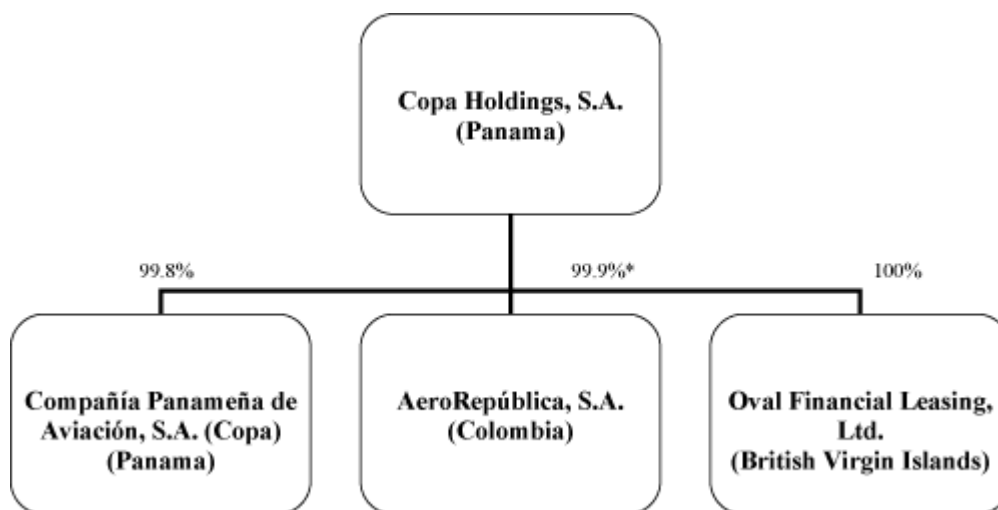 Copa Holdings, S.A.
(Panama)
99.8%
99.9%*
100%
Compañía Panameña de
Aviación, S.A. (Copa)
(Panama)
AeroRepública, S.A.
(Colombia)
Oval Financial Leasing,
Ltd.
(British Virgin Islands)